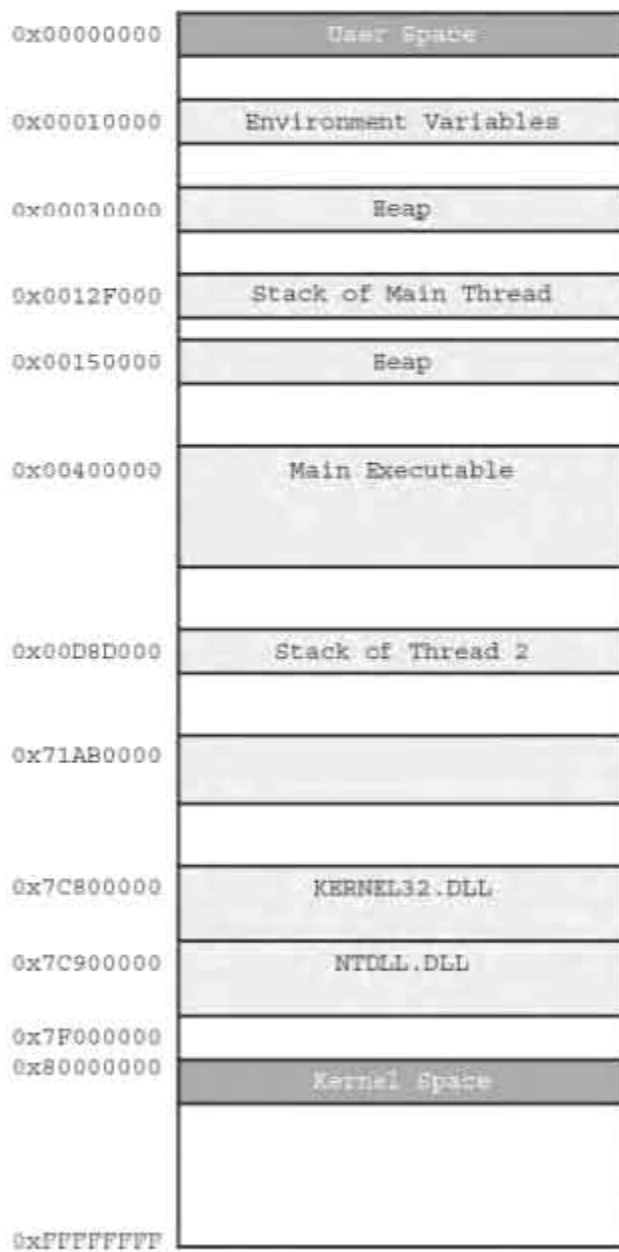 0x00000000 User Space
0x00010000 Environment Variables
0x00030000 Heap
0x0012F000 Stack of Main Thread
0x00150000 Heap
0x00400000 Main Executable
0x00D8D000 Stack of Thread 2
0x71AB0000
0x7C800000 KERNEL32.DLL
0x7C900000 NTDLL.DLL
0x7F000000
0x80000000 Kernel Space
0xFFFFFFFF